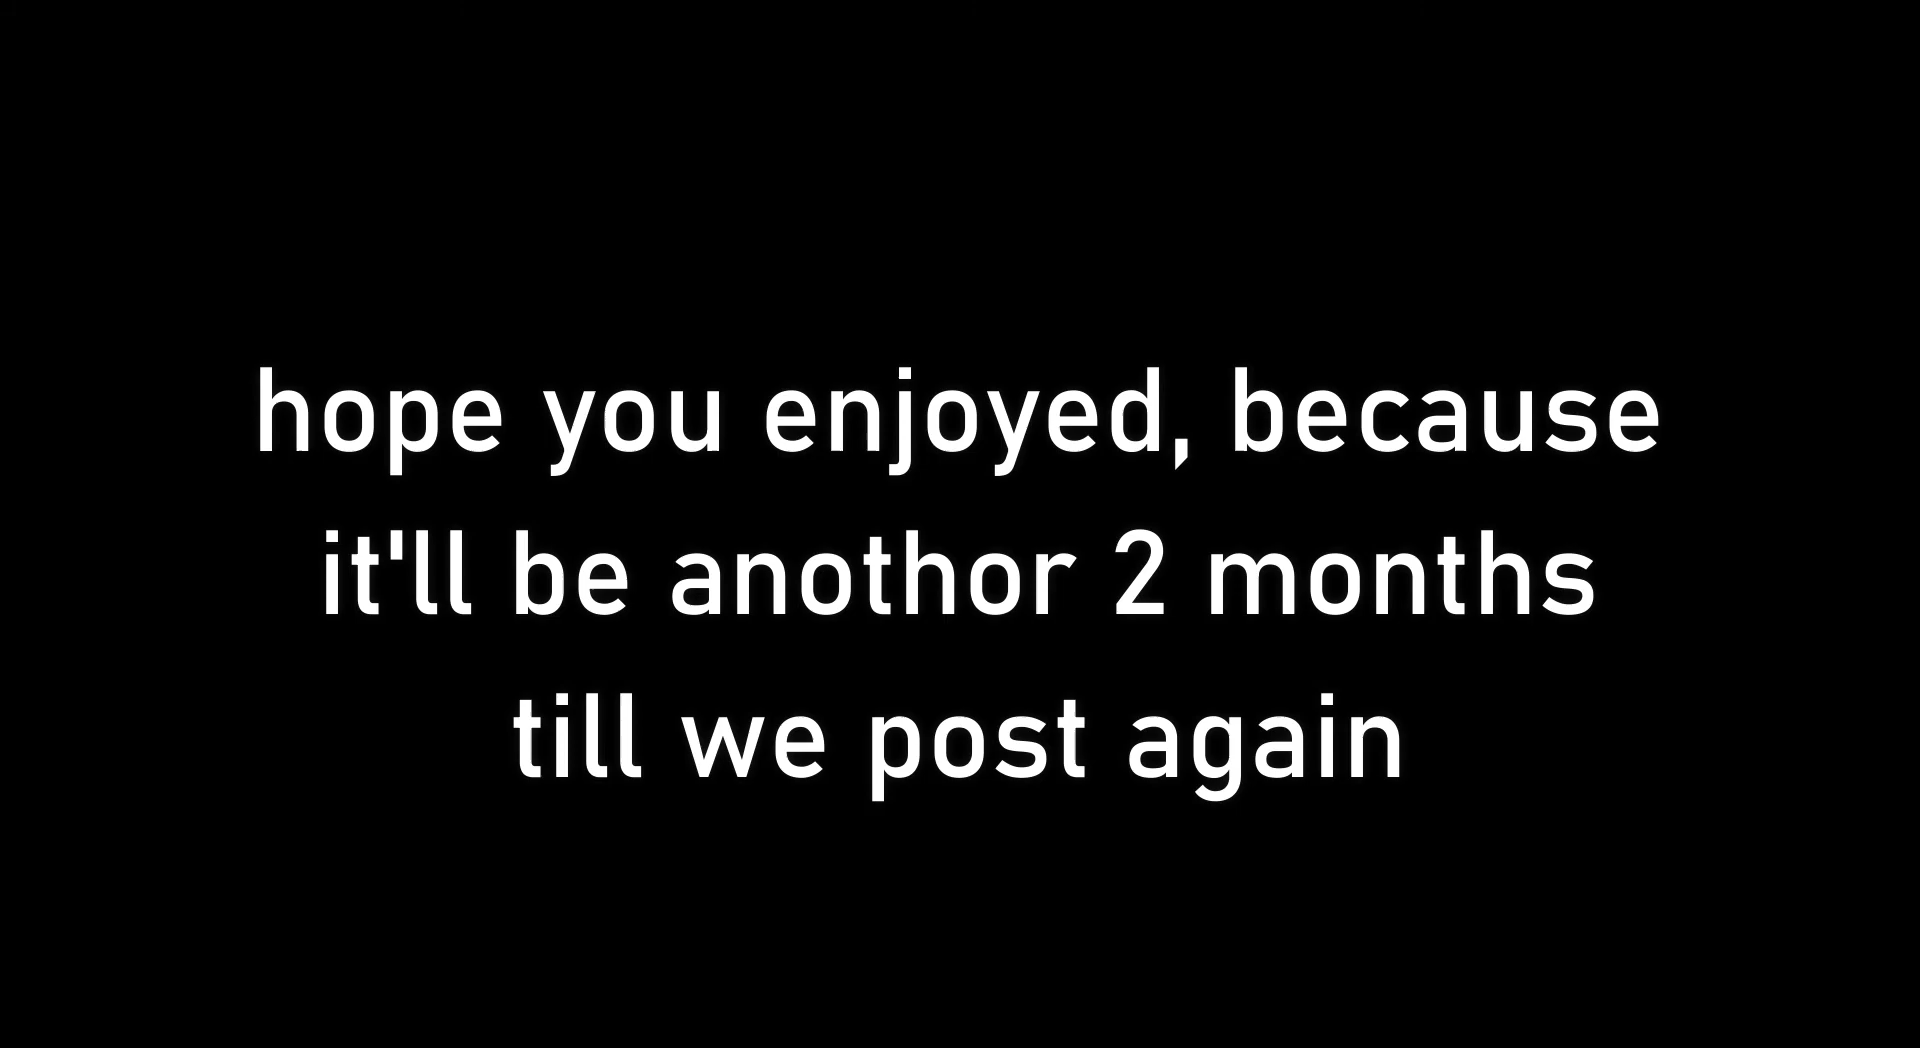 hope you enjoyed, because
it'll be anothor 2 months
till we post again